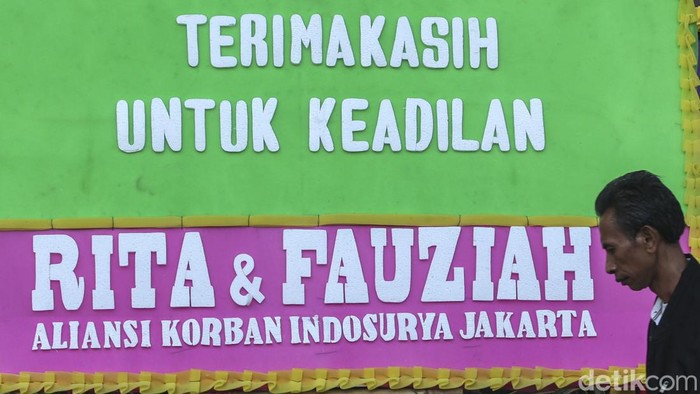 TERIMAKASIH
UNTUK KEADILAN
RITA & FAUZIAH
ALIANSI KORBAN INDOSURYA JAKARTA
detikcom